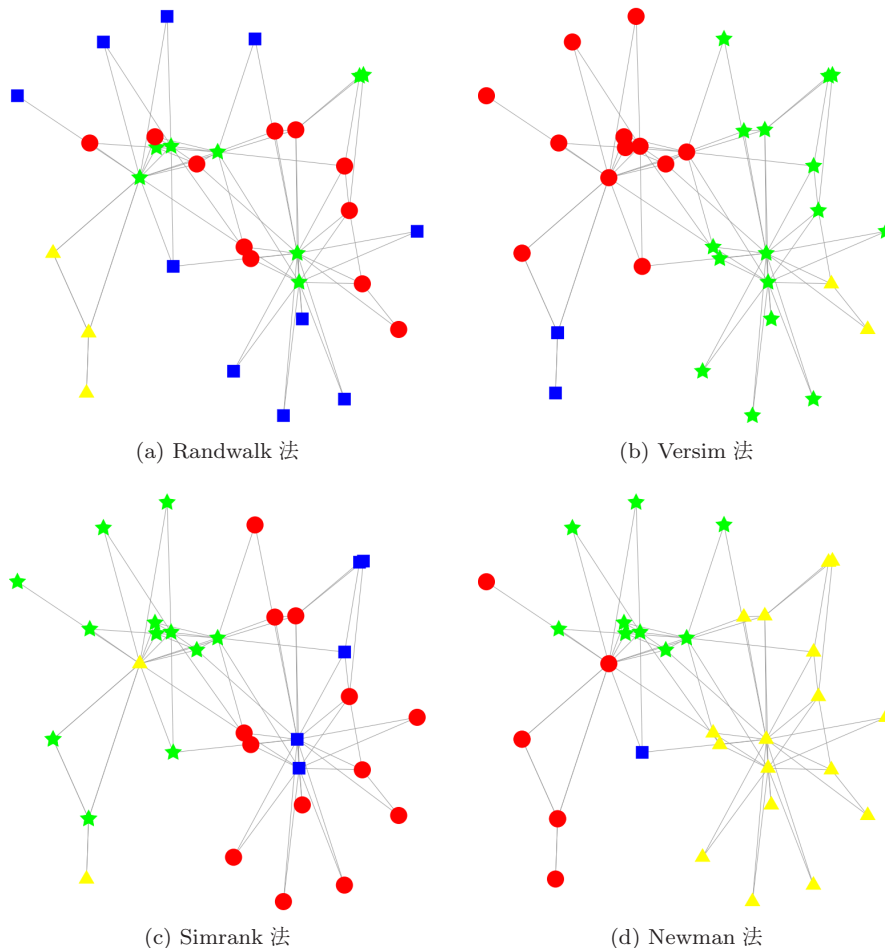 (a) Randwalk 法
(b) Versim 法
(c) Simrank 法
(d) Newman 法